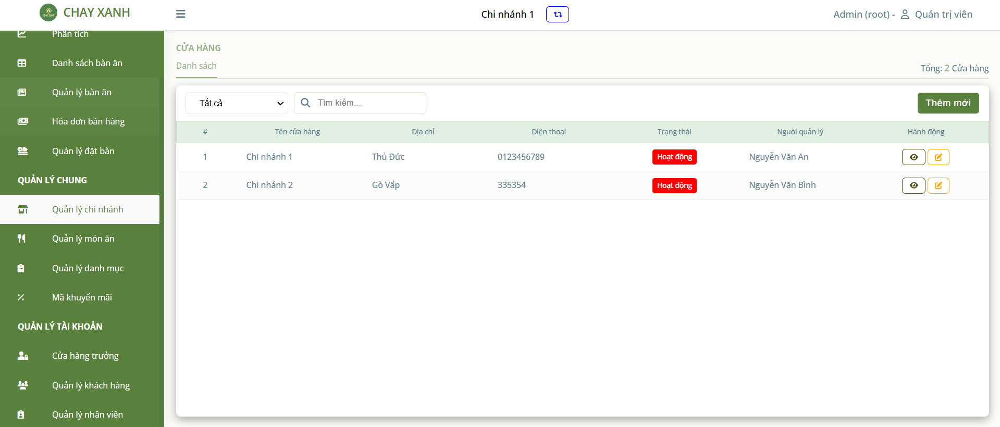 CHAY XANH
Chi nhánh 1
Admin (root) - Quản trị viên
Phân tích
Danh sách bàn ăn
Quản lý bàn ăn
Hóa đơn bán hàng
Quản lý đặt bàn
QUẢN LÝ CHUNG
Quản lý chi nhánh
Quản lý món ăn
Quản lý danh mục
Mã khuyến mãi
QUẢN LÝ TÀI KHOẢN
Cửa hàng trưởng
Quản lý khách hàng
Quản lý nhân viên
CỬA HÀNG
Danh sách
Tổng: 2 Cửa hàng
Tất cả
Tìm kiếm...
Thêm mới
# Tên cửa hàng Địa chỉ Điện thoại Trạng thái Người quản lý Hành động
1 Chi nhánh 1 Thủ Đức 0123456789 Hoạt động Nguyễn Văn An
2 Chi nhánh 2 Gò Vấp 335354 Hoạt động Nguyễn Văn Bình